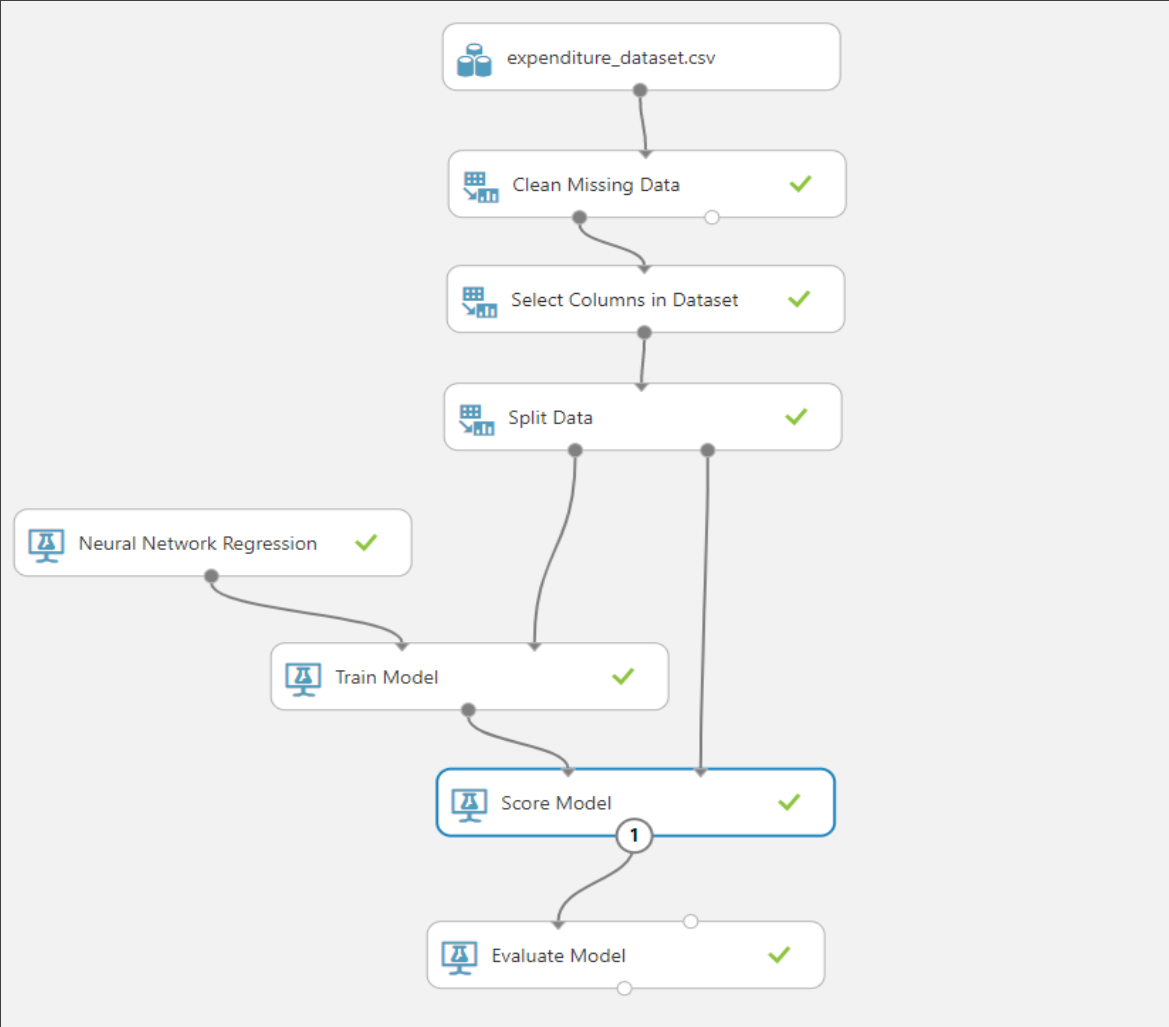 expenditure_dataset.csv
Clean Missing Data
Select Columns in Dataset
Split Data
Neural Network Regression
Train Model
Score Model
1
Evaluate Model